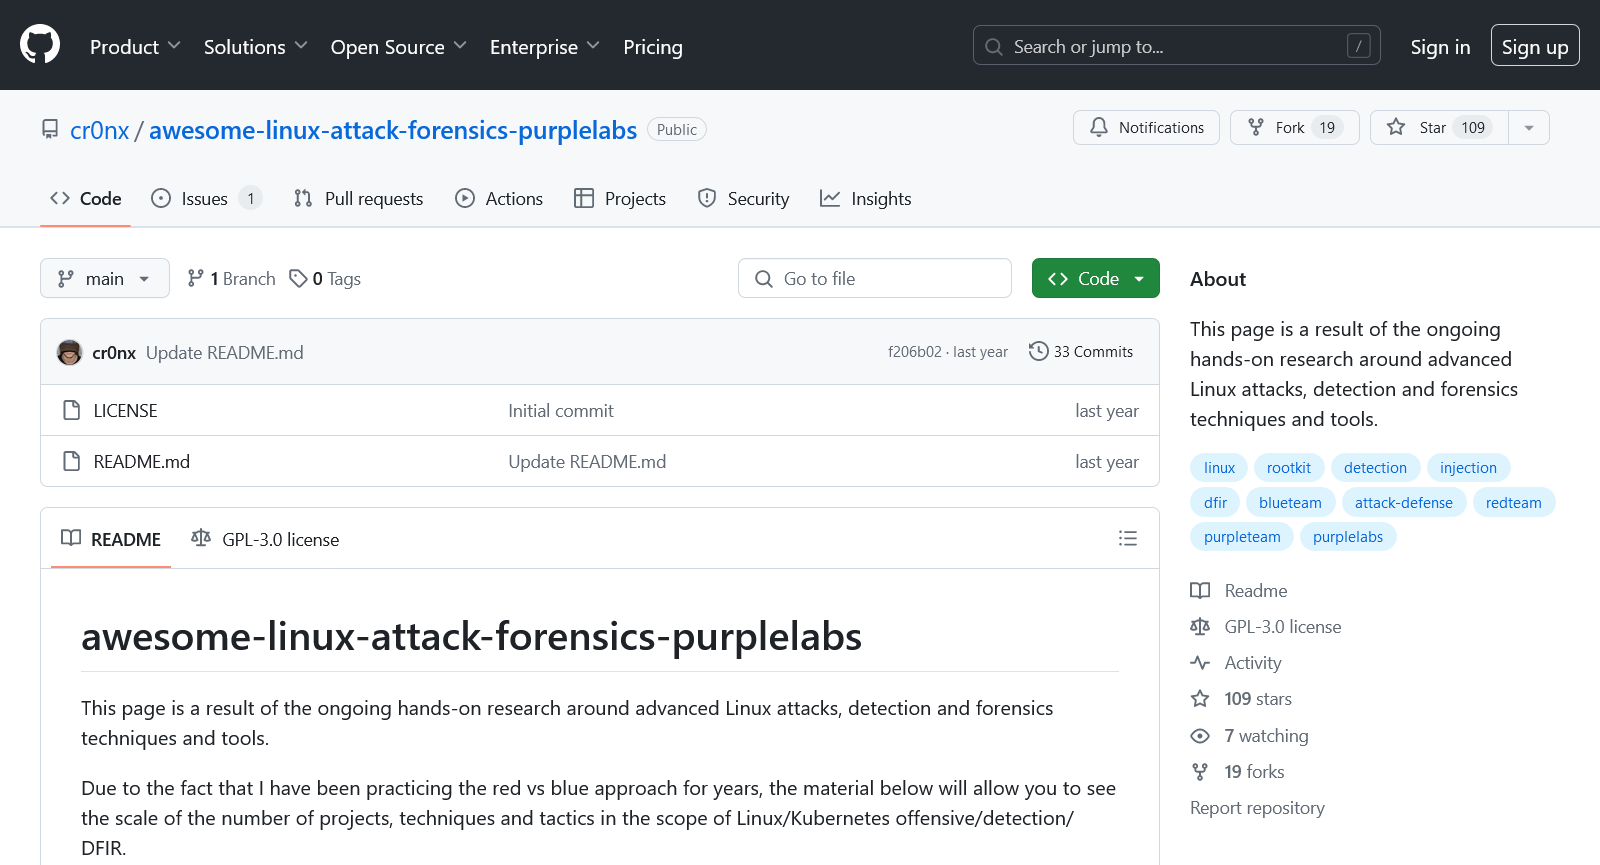 Product Solutions Open Source Enterprise Pricing Search or jump to... / Sign in Sign up
cr0nx / awesome-linux-attack-forensics-purplelabs Public Notifications Fork 19 Star 109
Code Issues 1 Pull requests Actions Projects Security Insights
main 1 Branch 0 Tags Go to file Code
cr0nx Update README.md f206b02 · last year 33 Commits
LICENSE Initial commit last year
README.md Update README.md last year
README GPL-3.0 license
awesome-linux-attack-forensics-purplelabs
This page is a result of the ongoing hands-on research around advanced Linux attacks, detection and forensics
techniques and tools.
Due to the fact that I have been practicing the red vs blue approach for years, the material below will allow you to see
the scale of the number of projects, techniques and tactics in the scope of Linux/Kubernetes offensive/detection/
DFIR.
About
This page is a result of the ongoing
hands-on research around advanced
Linux attacks, detection and forensics
techniques and tools.
linux rootkit detection injection
dfir blueteam attack-defense redteam
purpleteam purplelabs
Readme
GPL-3.0 license
Activity
109 stars
7 watching
19 forks
Report repository